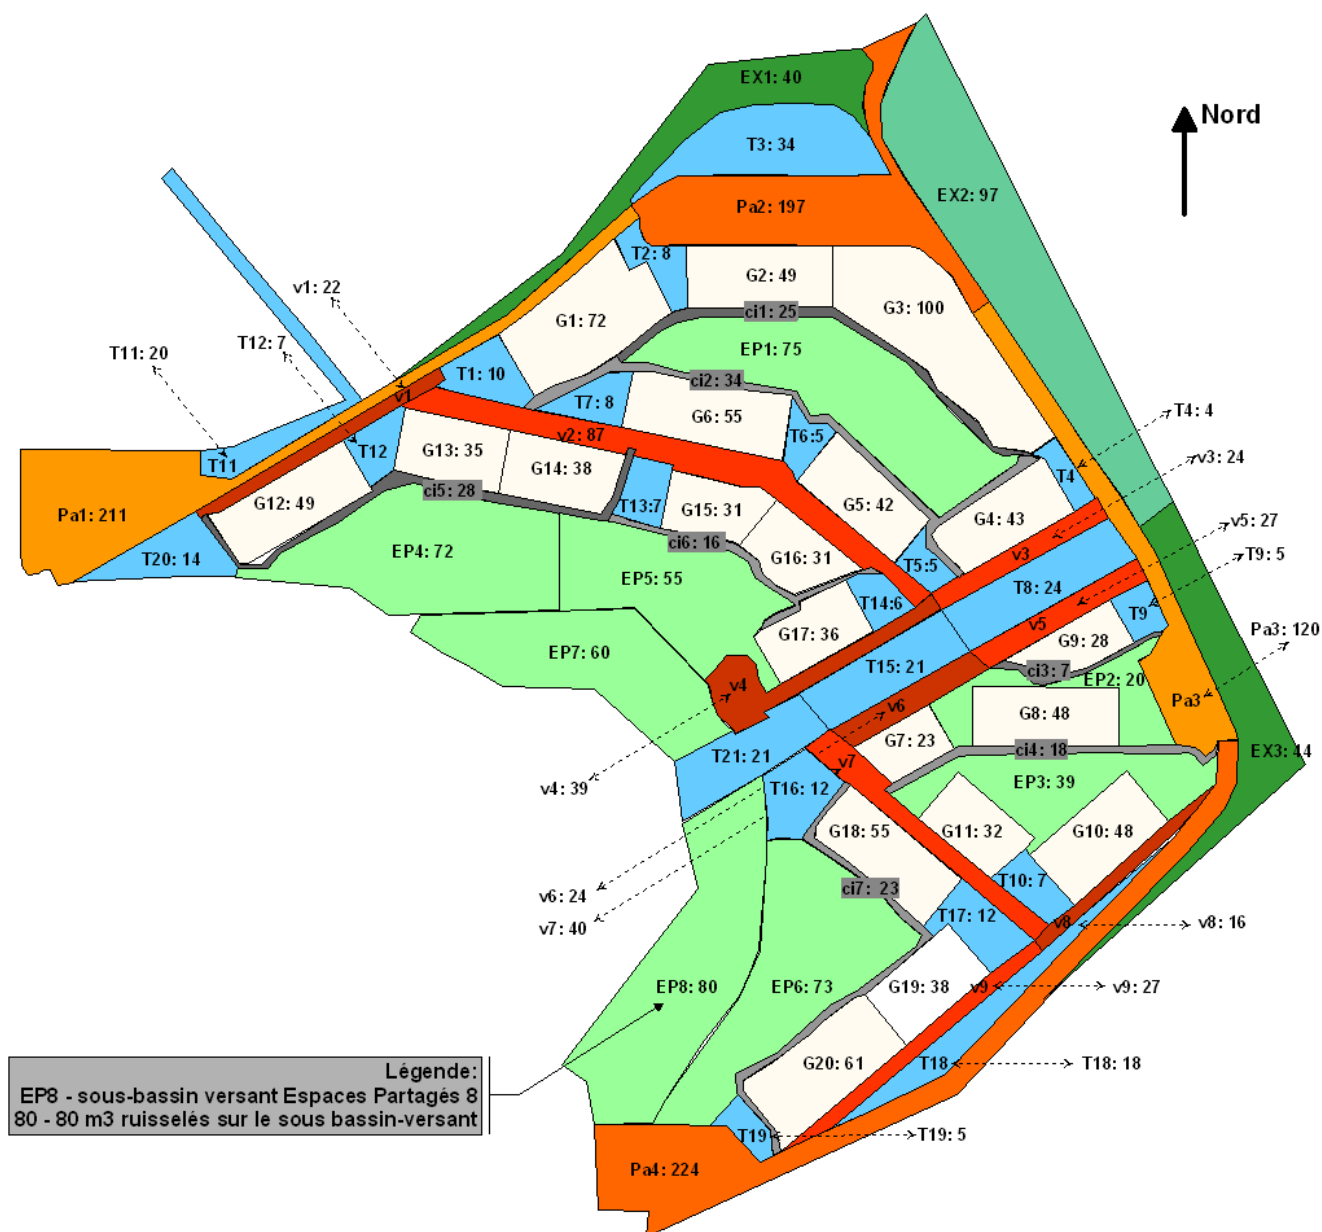 EX1: 40
Nord
T3: 34
EX2: 97
Pa2: 197
T2: 8
G2: 49
v1: 22
G3: 100
ci1: 25
G1: 72
T12: 7
EP1: 75
T11: 20
T1: 10
ci2: 34
v1
T7: 8
G6: 55
T4: 4
v2: 87
T6:5
T12
G13: 35
v3: 24
T11
G14: 38
T4
ci5: 28
G12: 49
T13:7
G15: 31
G5: 42
Pa1: 211
G4: 43
v5: 27
ci6: 16
T20: 14
EP4: 72
G16: 31
v3
T9: 5
T5:5
EP5: 55
T8: 24
T14:6
T9
v5
Pa3: 120
G17: 36
G9: 28
EP7: 60
T15: 21
ci3: 7
EP2: 20
v4
Pa3
v6
G8: 48
G7: 23
T21: 21
ci4: 18
EX3: 44
v7
EP3: 39
v4: 39
T16: 12
G18: 55
G11: 32
G10: 48
T10: 7
ci7: 23
v6: 24
T17: 12
v8
v8: 16
v7: 40
EP8: 80
EP6: 73
G19: 38
v9
v9: 27
G20: 61
T18
T18: 18
Légende:
EP8 - sous-bassin versant Espaces Partagés 8
80 - 80 m3 ruisselés sur le sous bassin-versant
T19
T19: 5
Pa4: 224